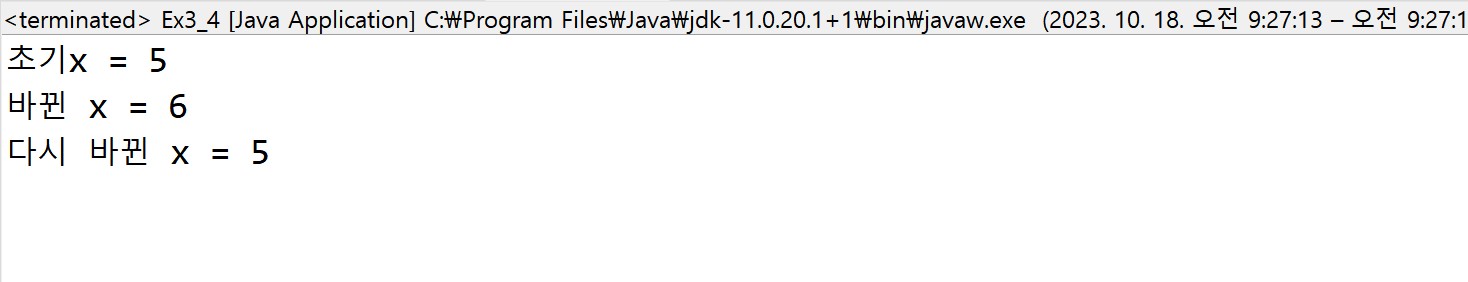 <terminated> Ex3_4 [Java Application] C:₩Program Files₩Java₩jdk-11.0.20.1+1₩bin₩javaw.exe (2023. 10. 18. 오전 9:27:13 – 오전 9:27:1
초기x = 5
바뀐 x = 6
다시 바뀐 x = 5